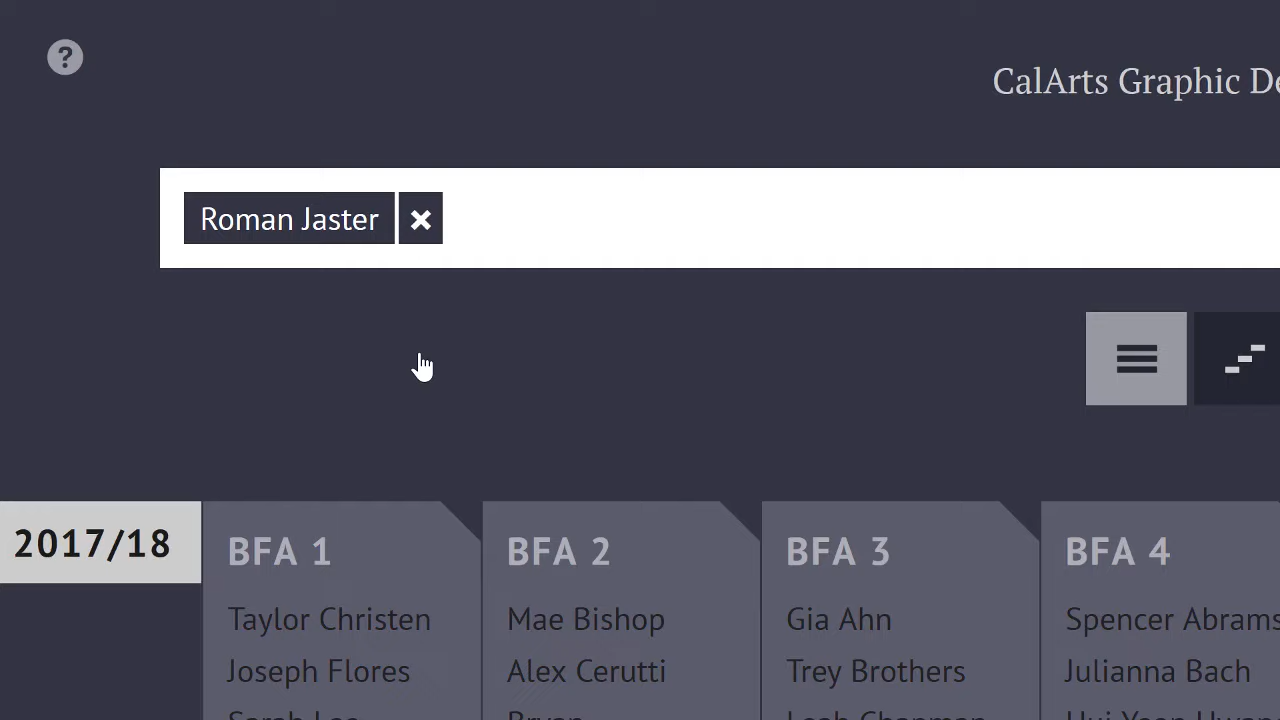 ?
CalArts Graphic
Roman Jaster ×
2017/18
BFA 1
BFA 2
BFA 3
BFA 4
Taylor Christen
Mae Bishop
Gia Ahn
Spencer Abrams
Joseph Flores
Alex Cerutti
Trey Brothers
Julianna Bach